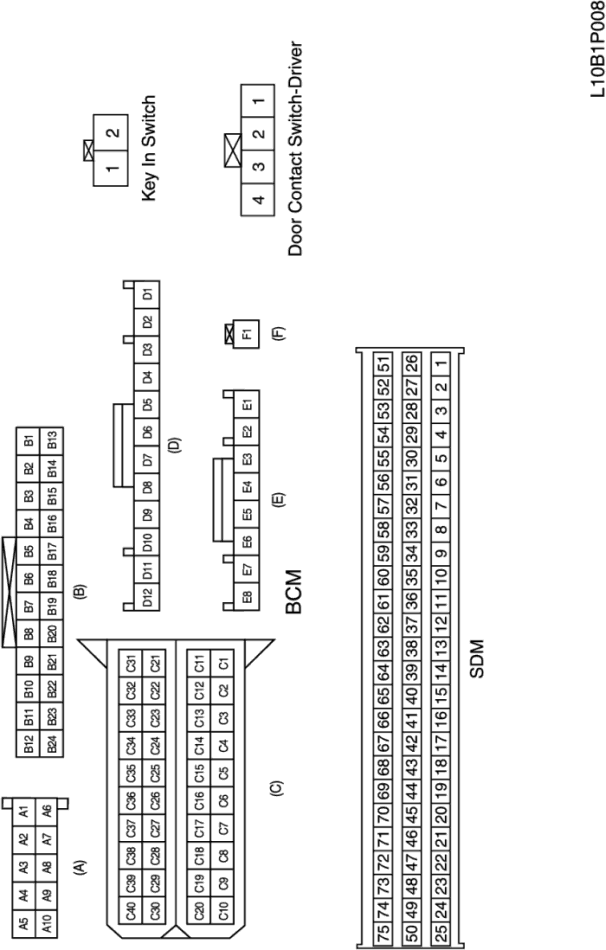 A5 A4 A3 A2 A1
A10 A9 A8 A7 A6
(A)
B12 B11 B10 B9 B8 B7 B6 B5 B4 B3 B2 B1
B24 B23 B22 B21 B20 B19 B18 B17 B16 B15 B14 B13
(B)
1 2
Key In Switch
C40 C39 C38 C37 C36 C35 C34 C33 C32 C31
C30 C29 C28 C27 C26 C25 C24 C23 C22 C21
C20 C19 C18 C17 C16 C15 C14 C13 C12 C11
C10 C9 C8 C7 C6 C5 C4 C3 C2 C1
(C)
D12 D11 D10 D9 D8 D7 D6 D5 D4 D3 D2 D1
(D)
E8 E7 E6 E5 E4 E3 E2 E1
(E)
F1
(F)
BCM
4 3 2 1
Door Contact Switch-Driver
75 74 73 72 71 70 69 68 67 66 65 64 63 62 61 60 59 58 57 56 55 54 53 52 51
50 49 48 47 46 45 44 43 42 41 40 39 38 37 36 35 34 33 32 31 30 29 28 27 26
25 24 23 22 21 20 19 18 17 16 15 14 13 12 11 10 9 8 7 6 5 4 3 2 1
SDM
L10B1P008